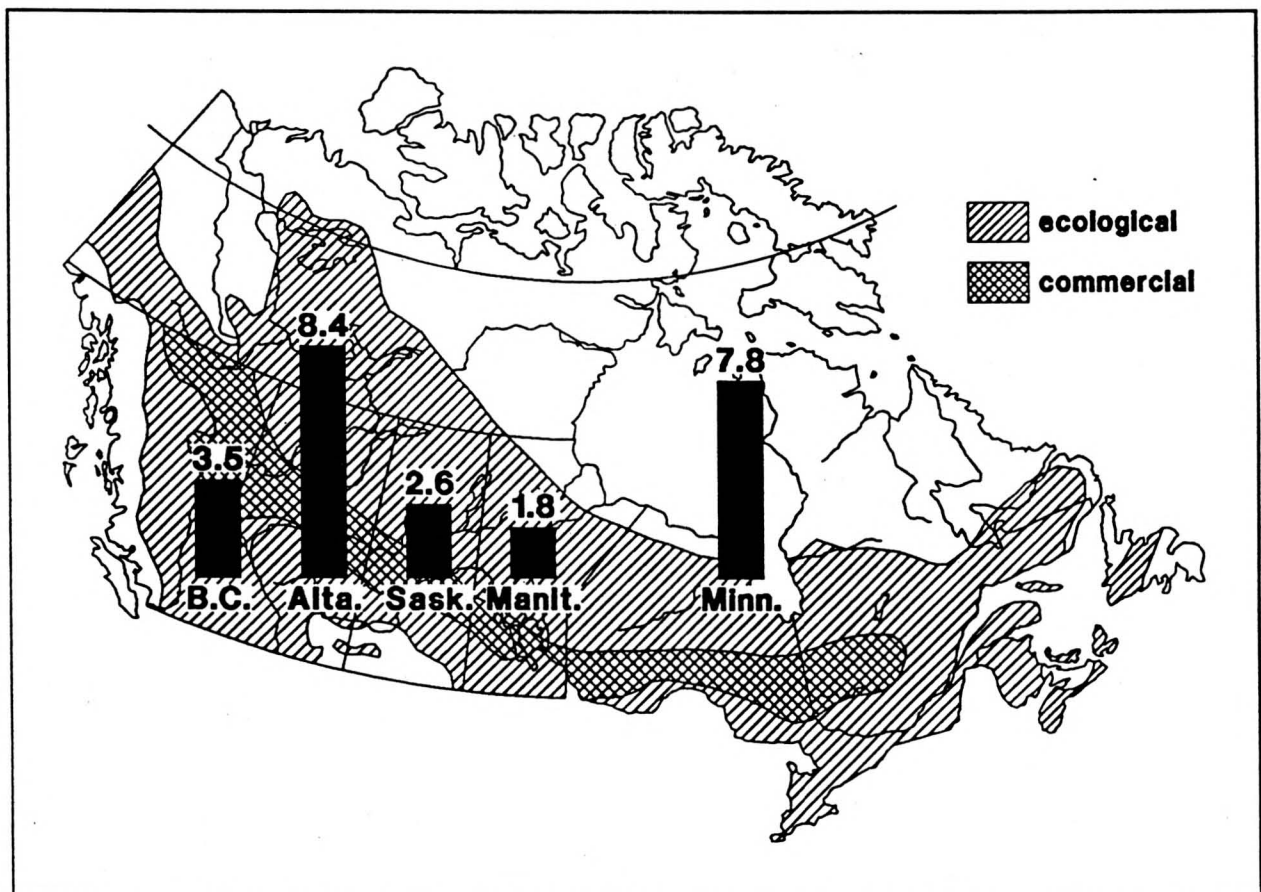 ecological
commercial
8.4
7.8
3.5
2.6
1.8
B.C.
Alta.
Sask.
Manit.
Minn.